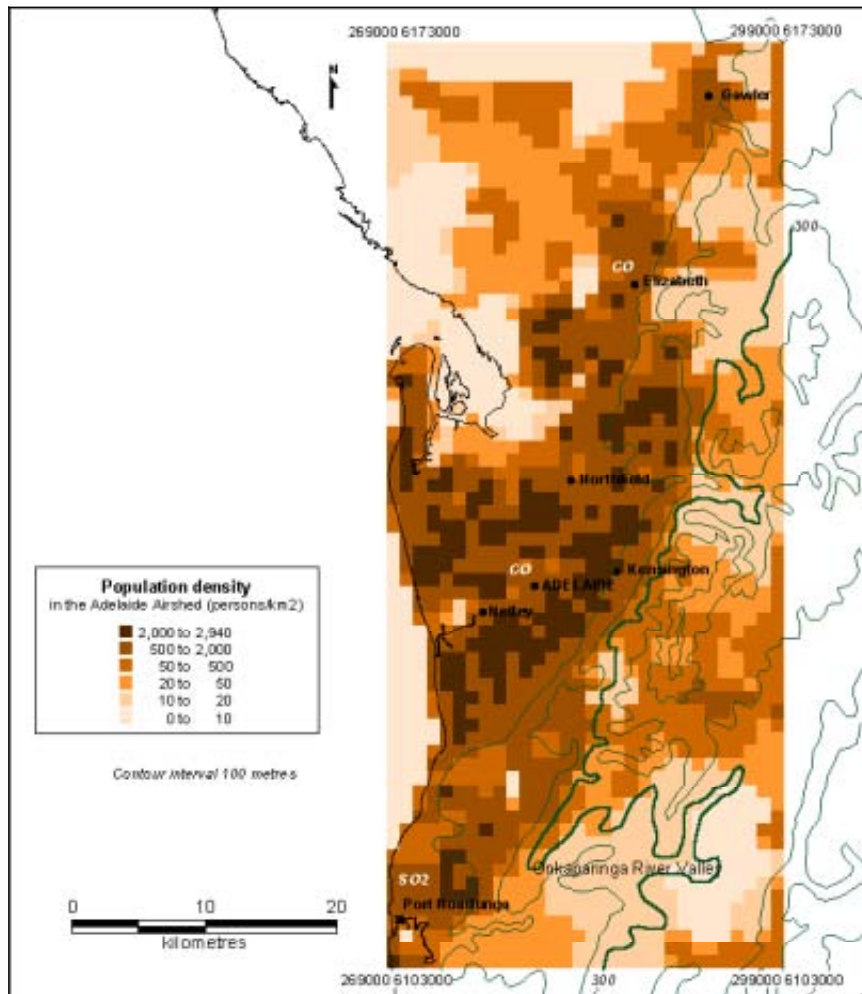 269000 6173000
299000 6173000
N
Gawler
300
CO
Elizabeth
Northfield
CO
Kensington
ADELAIDE
Netley
Population density
in the Adelaide Airshed (persons/km2)
2,000 to 2,940
500 to 2,000
50 to 500
20 to 50
10 to 20
0 to 10
Contour interval 100 metres
Onkaparinga River Valley
SO2
Port Noarlunga
0 10 20
kilometres
269000 6103000
300
299000 6103000